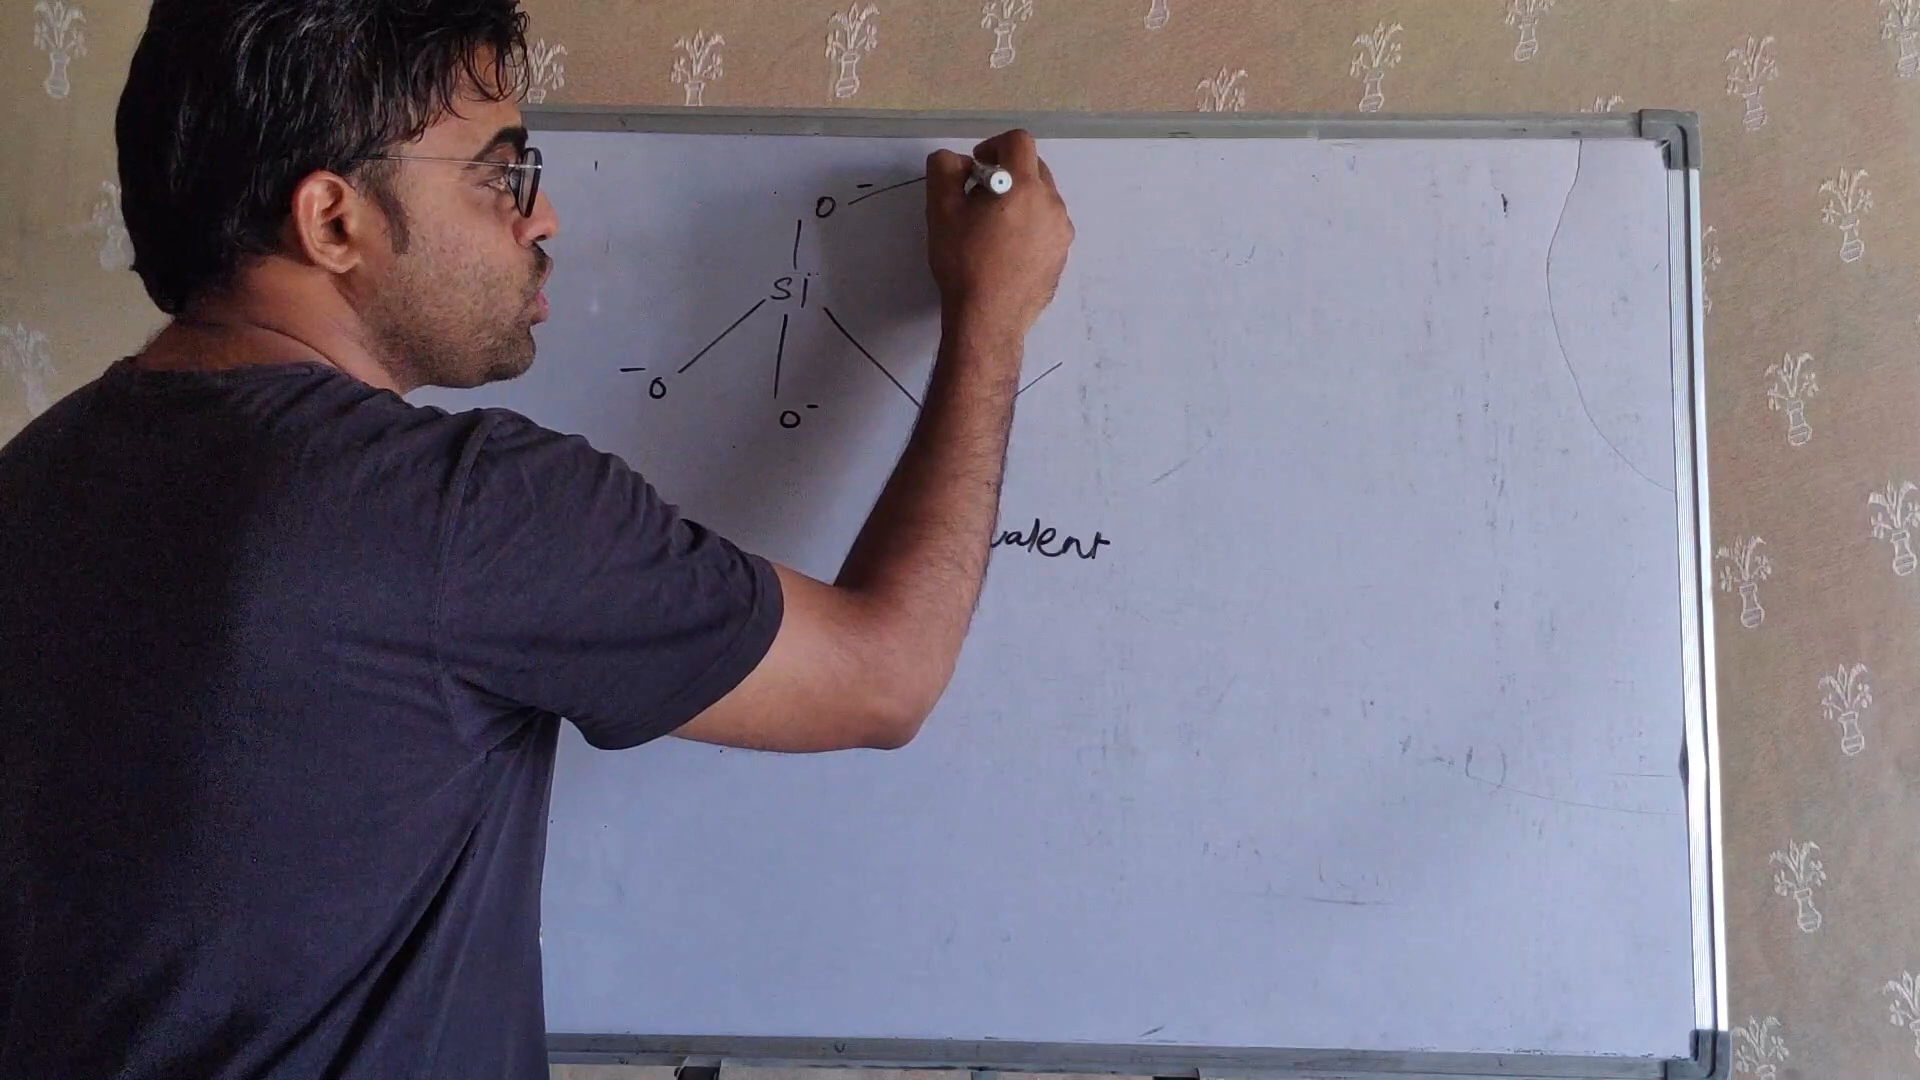 O⁻
Si
⁻O
O⁻
valent